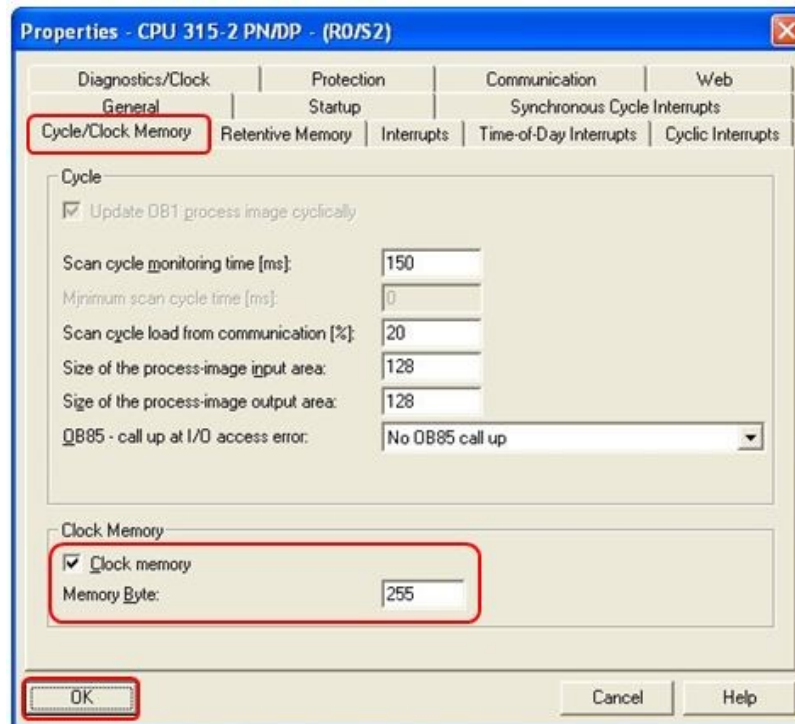 Properties - CPU 315-2 PN/DP - (R0/S2)
Diagnostics/Clock Protection Communication Web
General Startup Synchronous Cycle Interrupts
Cycle/Clock Memory Retentive Memory Interrupts Time-of-Day Interrupts Cyclic Interrupts
Cycle
Update OB1 process image cyclically
Scan cycle monitoring time [ms]: 150
Minimum scan cycle time [ms]: 0
Scan cycle load from communication [%]: 20
Size of the process-image input area: 128
Size of the process-image output area: 128
OB85 - call up at I/O access error: No OB85 call up
Clock Memory
Clock memory
Memory Byte: 255
OK Cancel Help